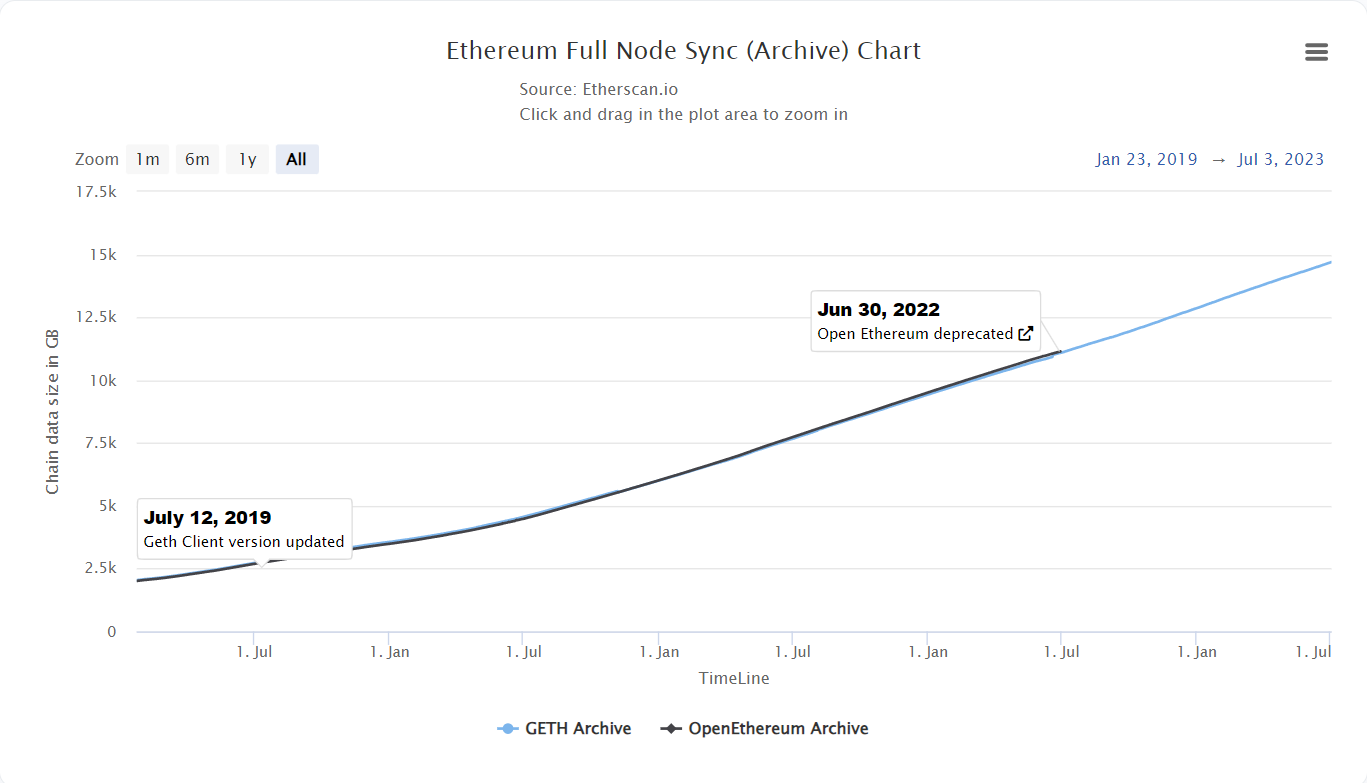 Ethereum Full Node Sync (Archive) Chart
Source: Etherscan.io
Click and drag in the plot area to zoom in
Zoom 1m 6m 1y All Jan 23, 2019 → Jul 3, 2023
17.5k
15k
12.5k
10k
7.5k
5k
2.5k
0
Chain data size in GB
Jun 30, 2022
Open Ethereum deprecated
July 12, 2019
Geth Client version updated
1. Jul 1. Jan 1. Jul 1. Jan 1. Jul 1. Jan 1. Jul 1. Jan 1. Jul
TimeLine
GETH Archive OpenEthereum Archive